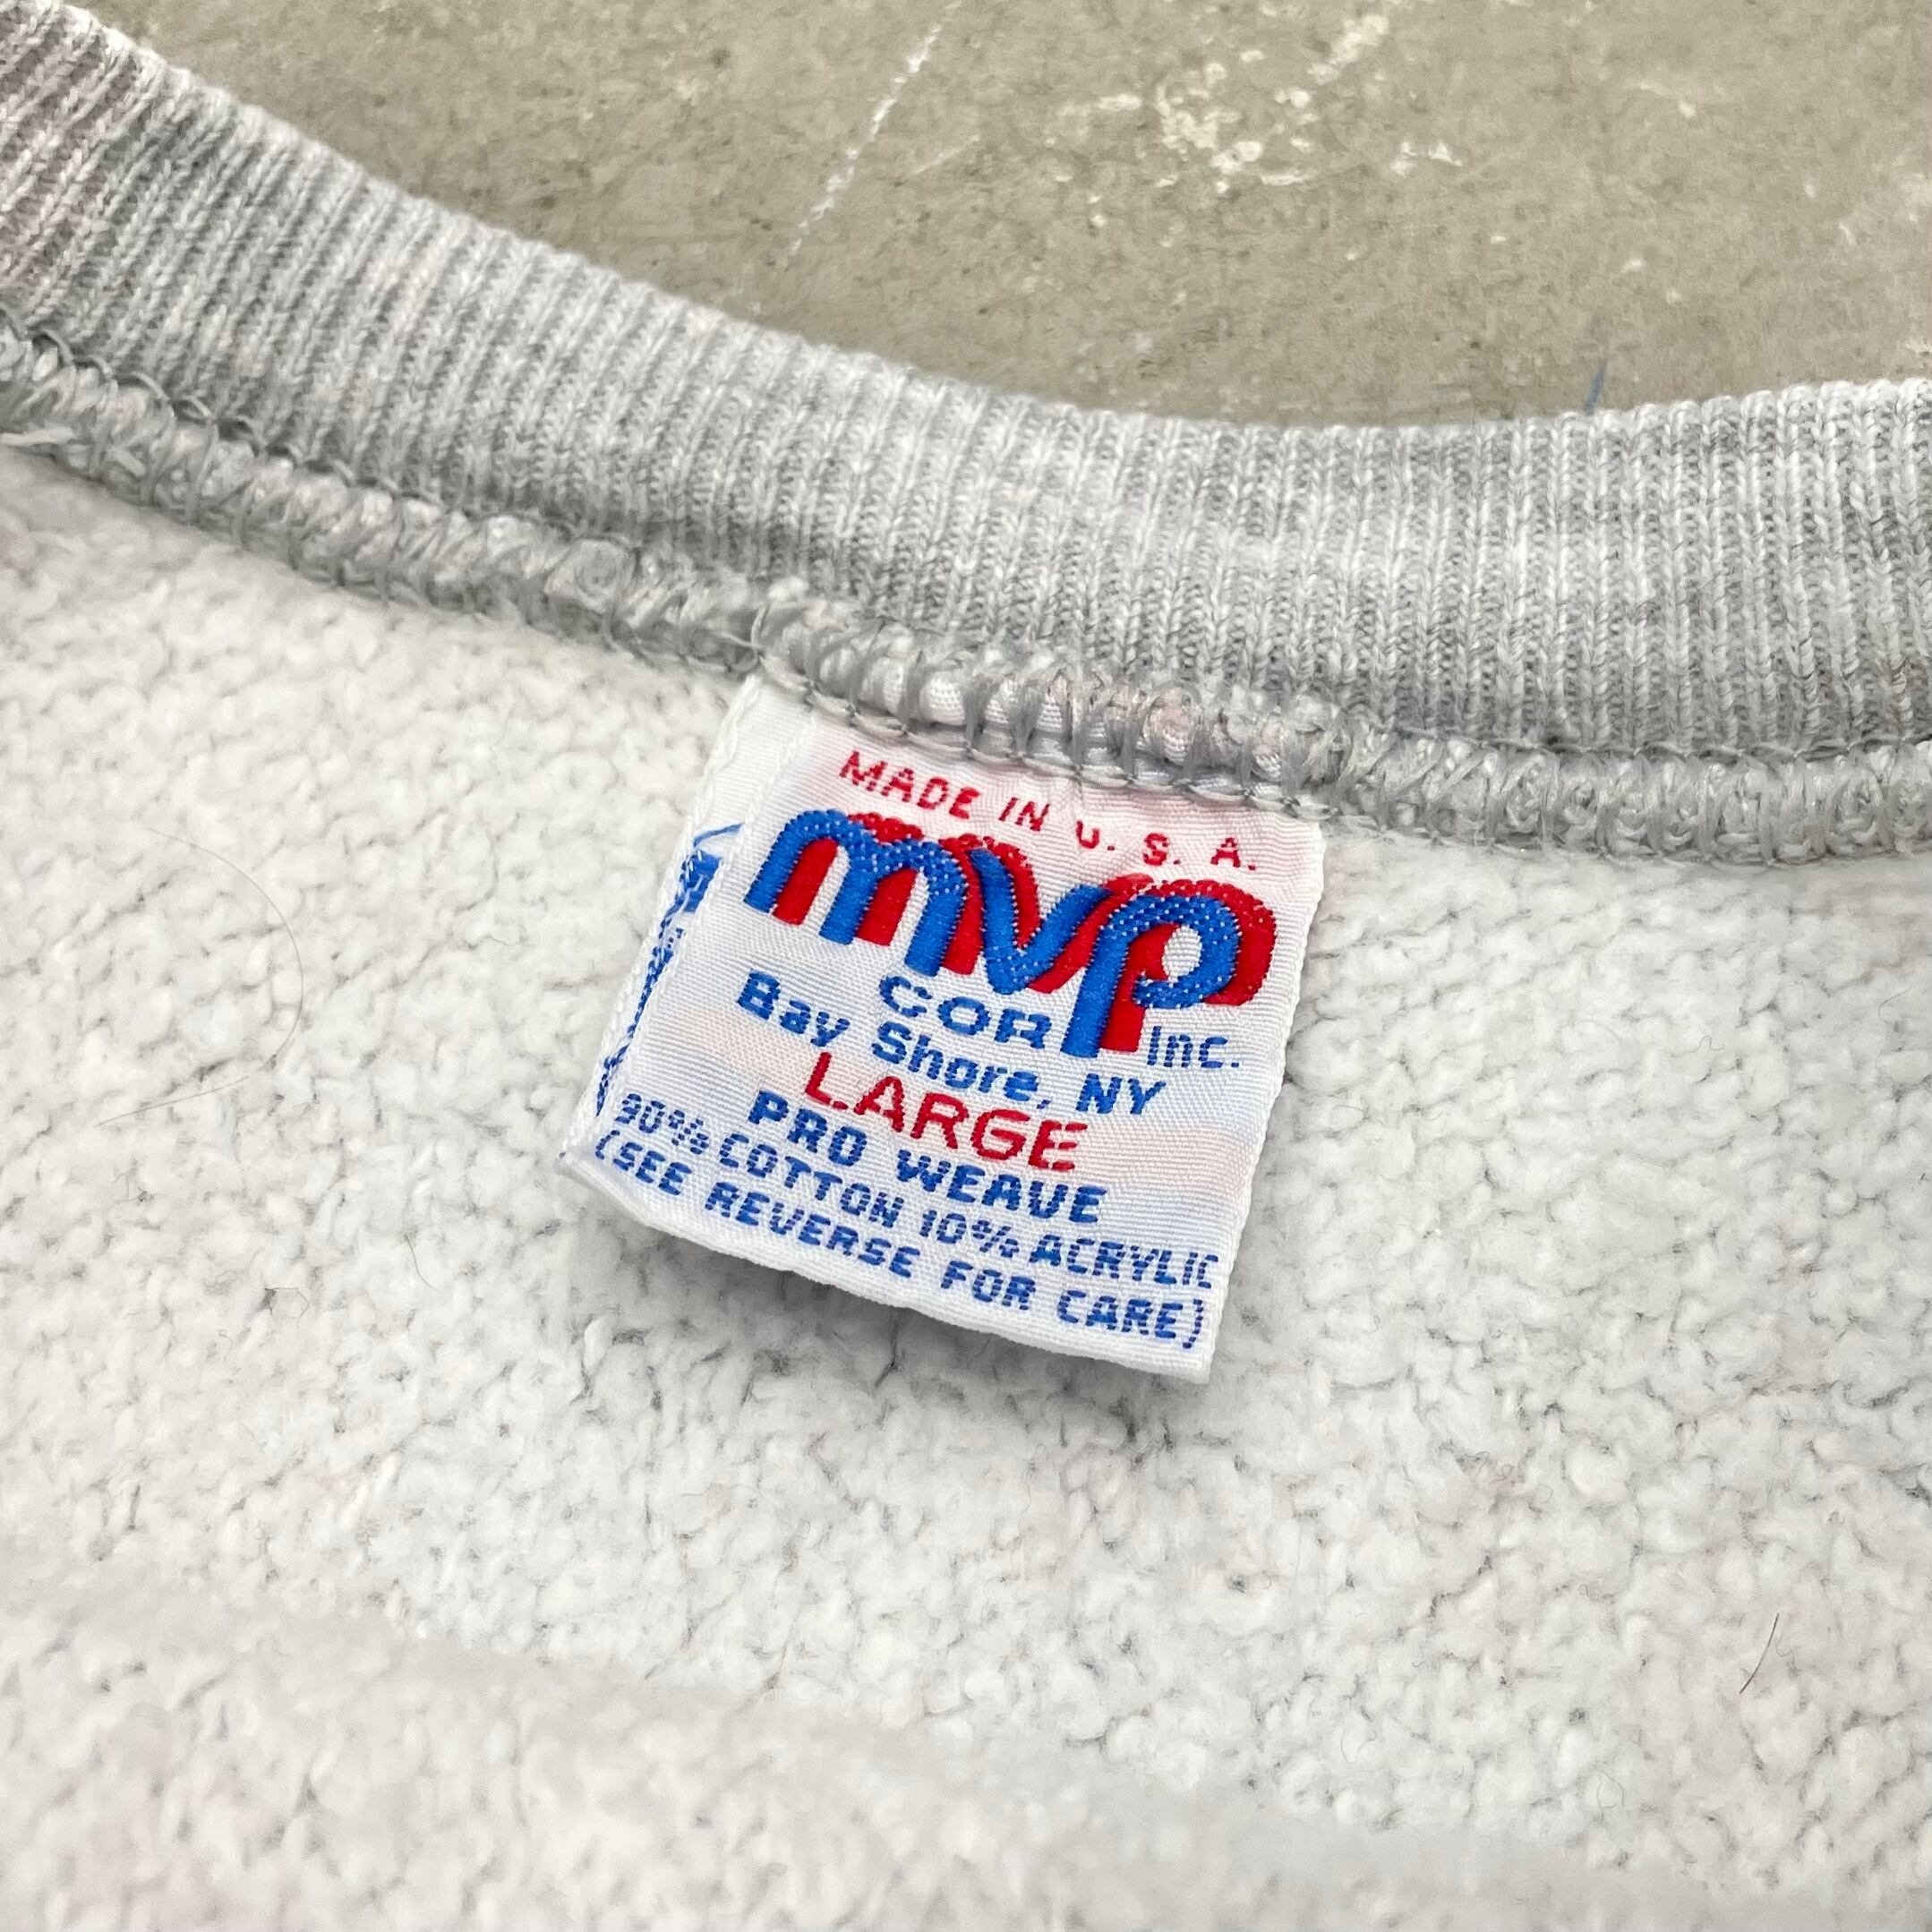 MADE IN U. S. A.
mvp
CORP Inc.
Bay Shore, NY
LARGE
PRO WEAVE
90% COTTON 10% ACRYLIC
(SEE REVERSE FOR CARE)